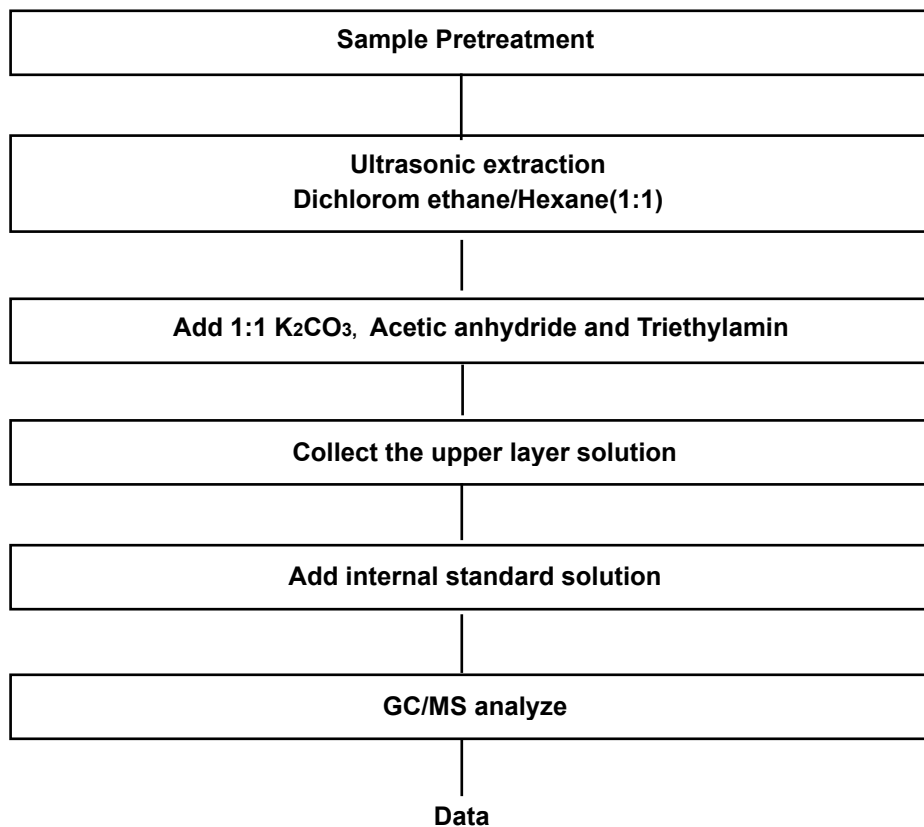 Sample Pretreatment
Ultrasonic extraction
Dichlorom ethane/Hexane(1:1)
Add 1:1 K₂CO₃, Acetic anhydride and Triethylamin
Collect the upper layer solution
Add internal standard solution
GC/MS analyze
Data